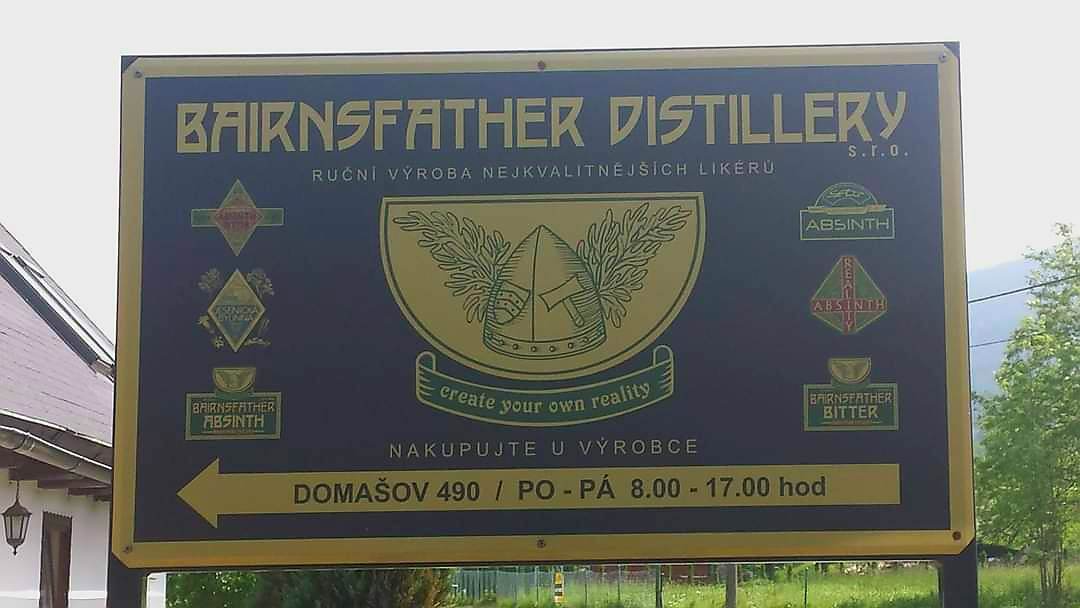 BAIRNSFATHER DISTILLERY
s.r.o.
RUČNÍ VÝROBA NEJKVALITNĚJŠÍCH LIKÉRŮ
ABSINTH
ABSINTH
REALITY
BAIRNSFATHER
ABSINTH
BAIRNSFATHER
BITTER
create your own reality
NAKUPUJTE U VÝROBCE
DOMAŠOV 490 / PO - PÁ 8.00 - 17.00 hod